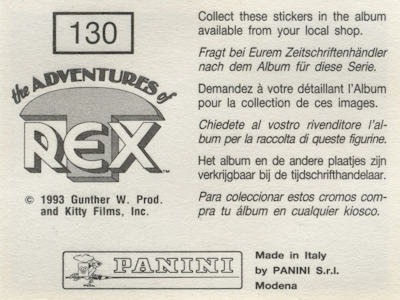 130
the ADVENTURES of
T REX™
© 1993 Gunther W. Prod.
and Kitty Films, Inc.
Collect these stickers in the album
available from your local shop.
Fragt bei Eurem Zeitschriftenhändler
nach dem Album für diese Serie.
Demandez à votre détaillant l'Album
pour la collection de ces images.
Chiedete al vostro rivenditore l'al-
bum per la raccolta di queste figurine.
Het album en de andere plaatjes zijn
verkrijgbaar bij de tijdschrifthandelaar.
Para coleccionar estos cromos com-
pra tu álbum en cualquier kiosco.
PANINI
Made in Italy
by PANINI S.r.l.
Modena